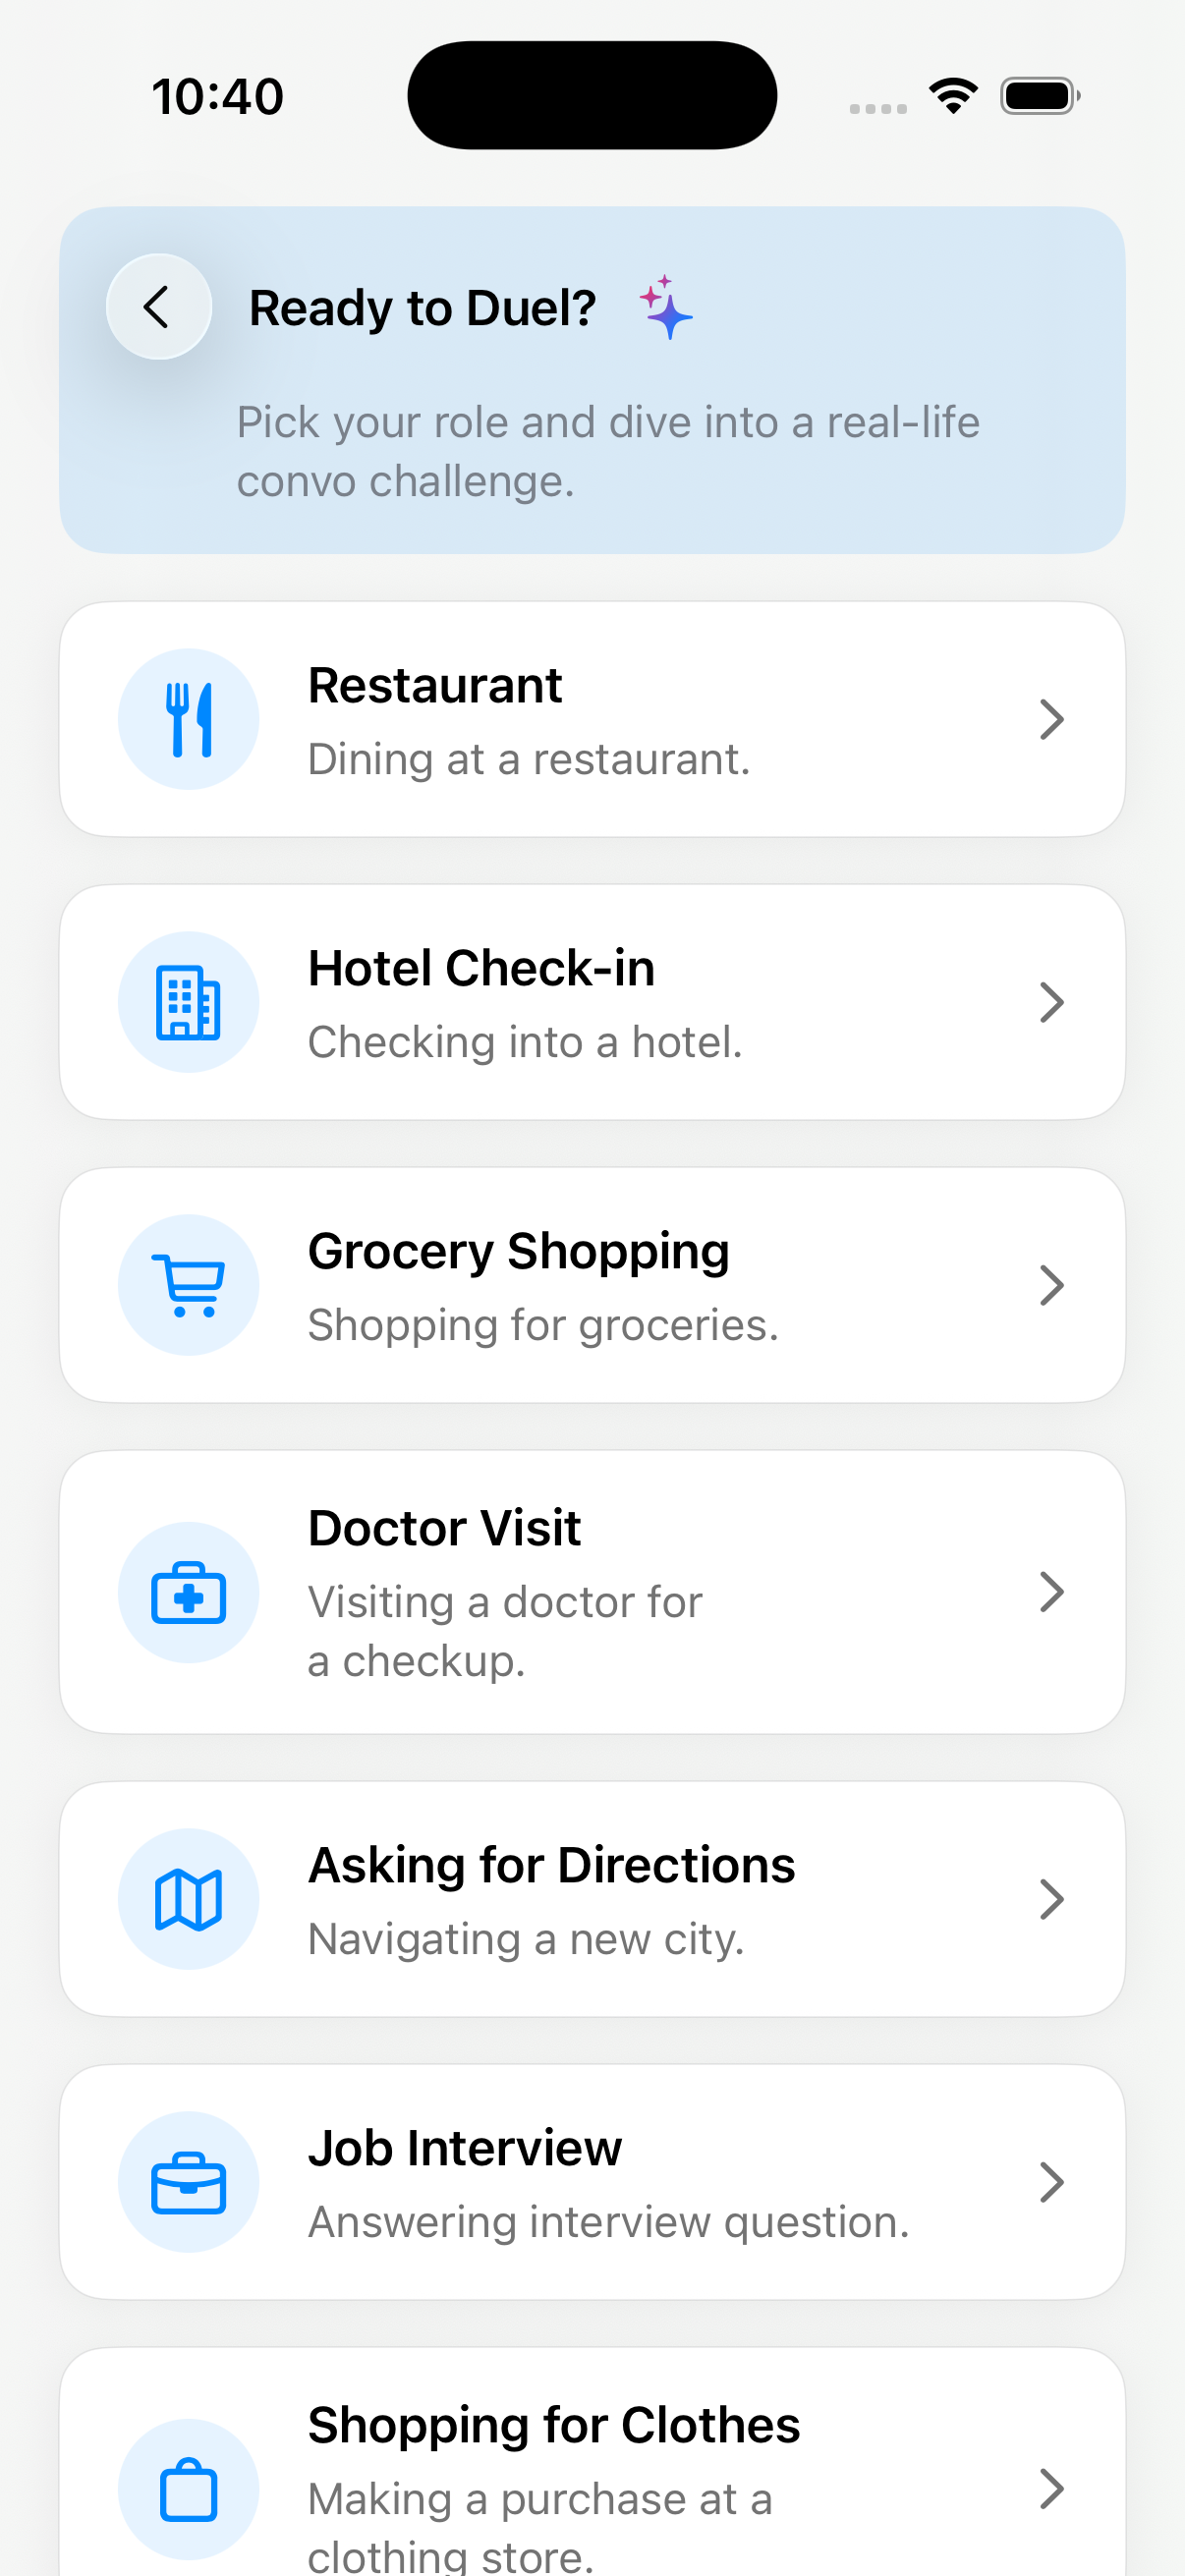 10:40
Ready to Duel?
Pick your role and dive into a real-life
convo challenge.
Restaurant
Dining at a restaurant.
Hotel Check-in
Checking into a hotel.
Grocery Shopping
Shopping for groceries.
Doctor Visit
Visiting a doctor for
a checkup.
Asking for Directions
Navigating a new city.
Job Interview
Answering interview question.
Shopping for Clothes
Making a purchase at a
clothing store.